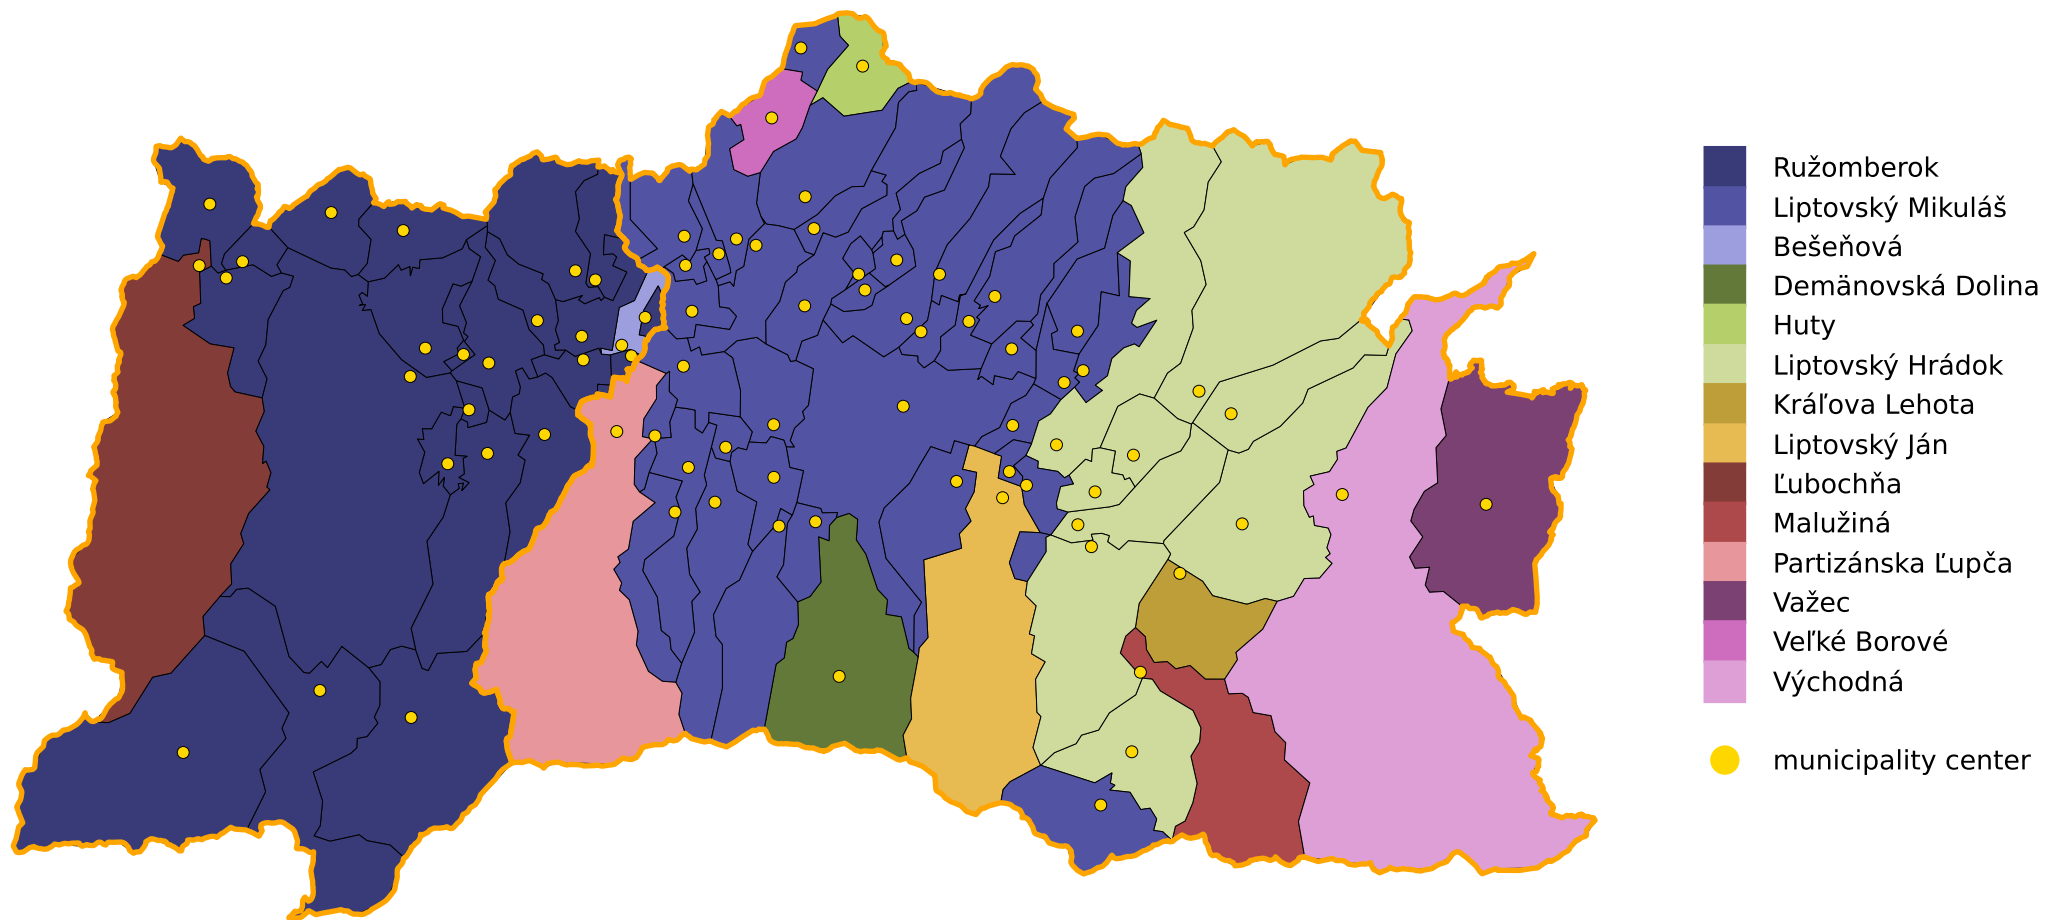 Ružomberok
Liptovský Mikuláš
Bešeňová
Demänovská Dolina
Huty
Liptovský Hrádok
Kráľova Lehota
Liptovský Ján
Ľubochňa
Malužiná
Partizánska Ľupča
Važec
Veľké Borové
Východná
municipality center